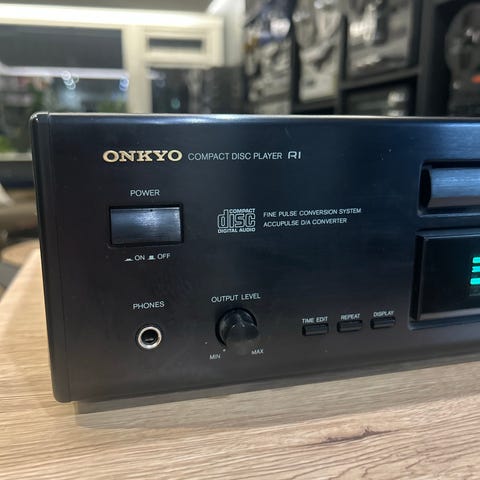 ONKYO COMPACT DISC PLAYER R1
POWER
COMPACT
disc
DIGITAL AUDIO
FINE PULSE CONVERSION SYSTEM
ACCUPULSE D/A CONVERTER
ON OFF
PHONES
OUTPUT LEVEL
TIME EDIT REPEAT DISPLAY
MIN MAX